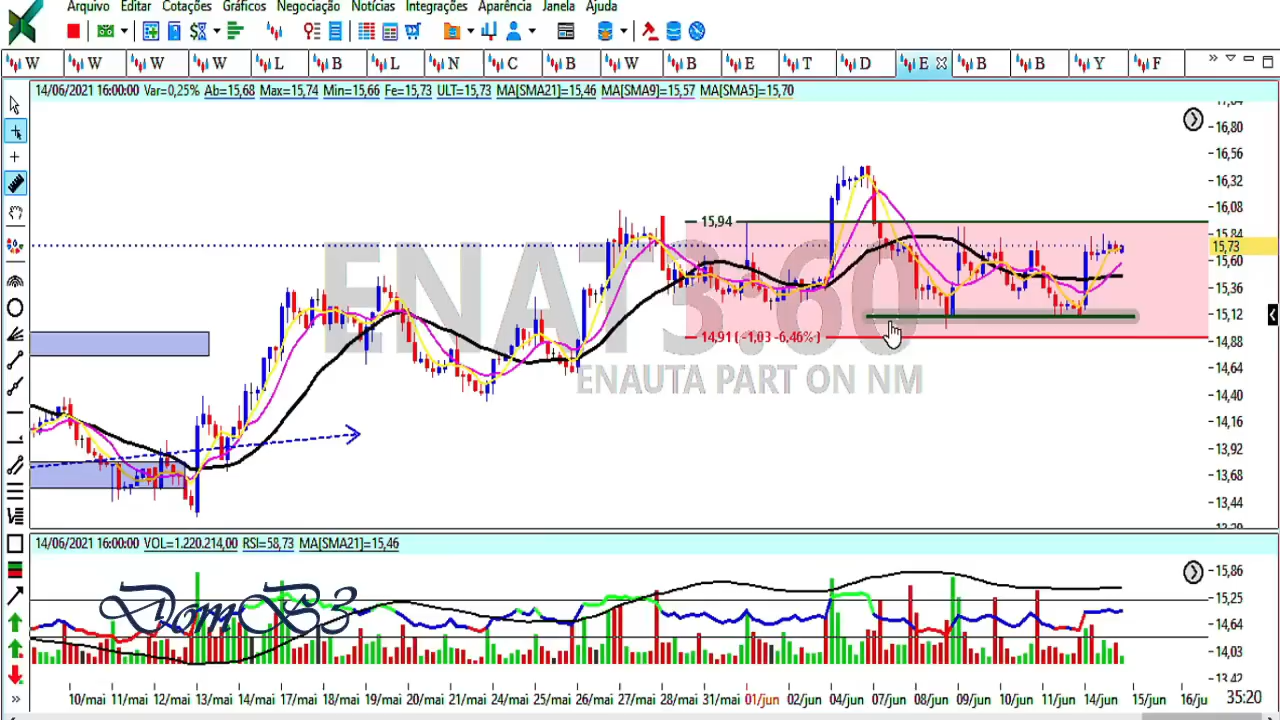 Arquivo Editar Cotações Gráficos Negociação Notícias Integrações Aparência Janela Ajuda
W W W W L B L N C B W B E T D E B B Y F
14/06/2021 16:00:00 Var=0,25% Ab=15,68 Max=15,74 Min=15,66 Fe=15,73 ULT=15,73 MA[SMA21]=15,46 MA[SMA9]=15,57 MA[SMA5]=15,70
16,80
16,56
16,32
16,08
15,94
15,84
15,73
15,60
15,36
15,12
14,91 ( -1,03 -6,46% )
14,88
14,64
14,40
14,16
13,92
13,68
13,44
ENAT3:60
ENAUTA PART ON NM
14/06/2021 16:00:00 VOL=1.220.214,00 RSI=58,73 MA[SMA21]=15,46
15,86
15,25
14,64
14,03
13,42
DomB3
10/mai 11/mai 12/mai 13/mai 14/mai 17/mai 18/mai 19/mai 20/mai 21/mai 24/mai 25/mai 26/mai 27/mai 28/mai 31/mai 01/jun 02/jun 04/jun 07/jun 08/jun 09/jun 10/jun 11/jun 14/jun 15/jun 16/ju
35:20